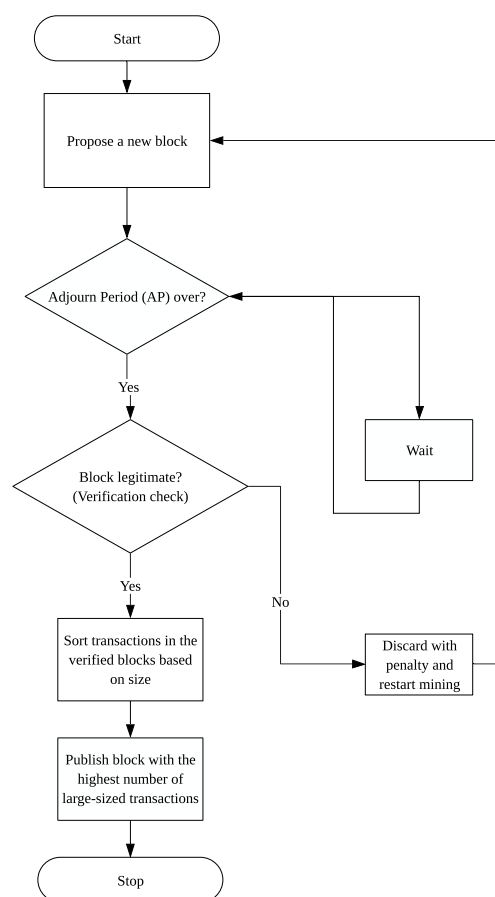 Start
Propose a new block
Adjourn Period (AP) over?
Yes
Wait
Block legitimate?
(Verification check)
Yes
No
Sort transactions in the
verified blocks based
on size
Discard with
penalty and
restart mining
Publish block with the
highest number of
large-sized transactions
Stop